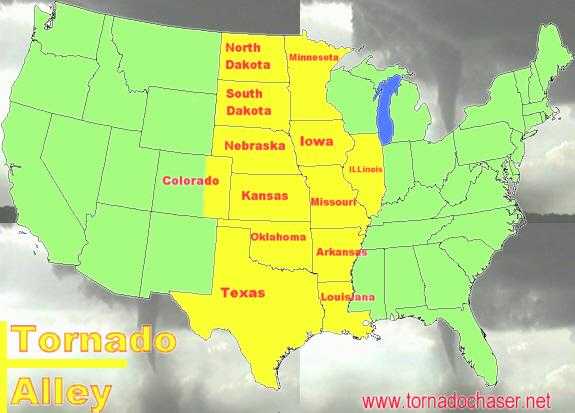 North
Dakota
Minneseta
South
Dakota
Nebraska
Iowa
Colorado
ILLinois
Kansas
Missouri
Oklahoma
Arkansas
Texas
Louisiana
Tornado
Alley
www.tornadochaser.net